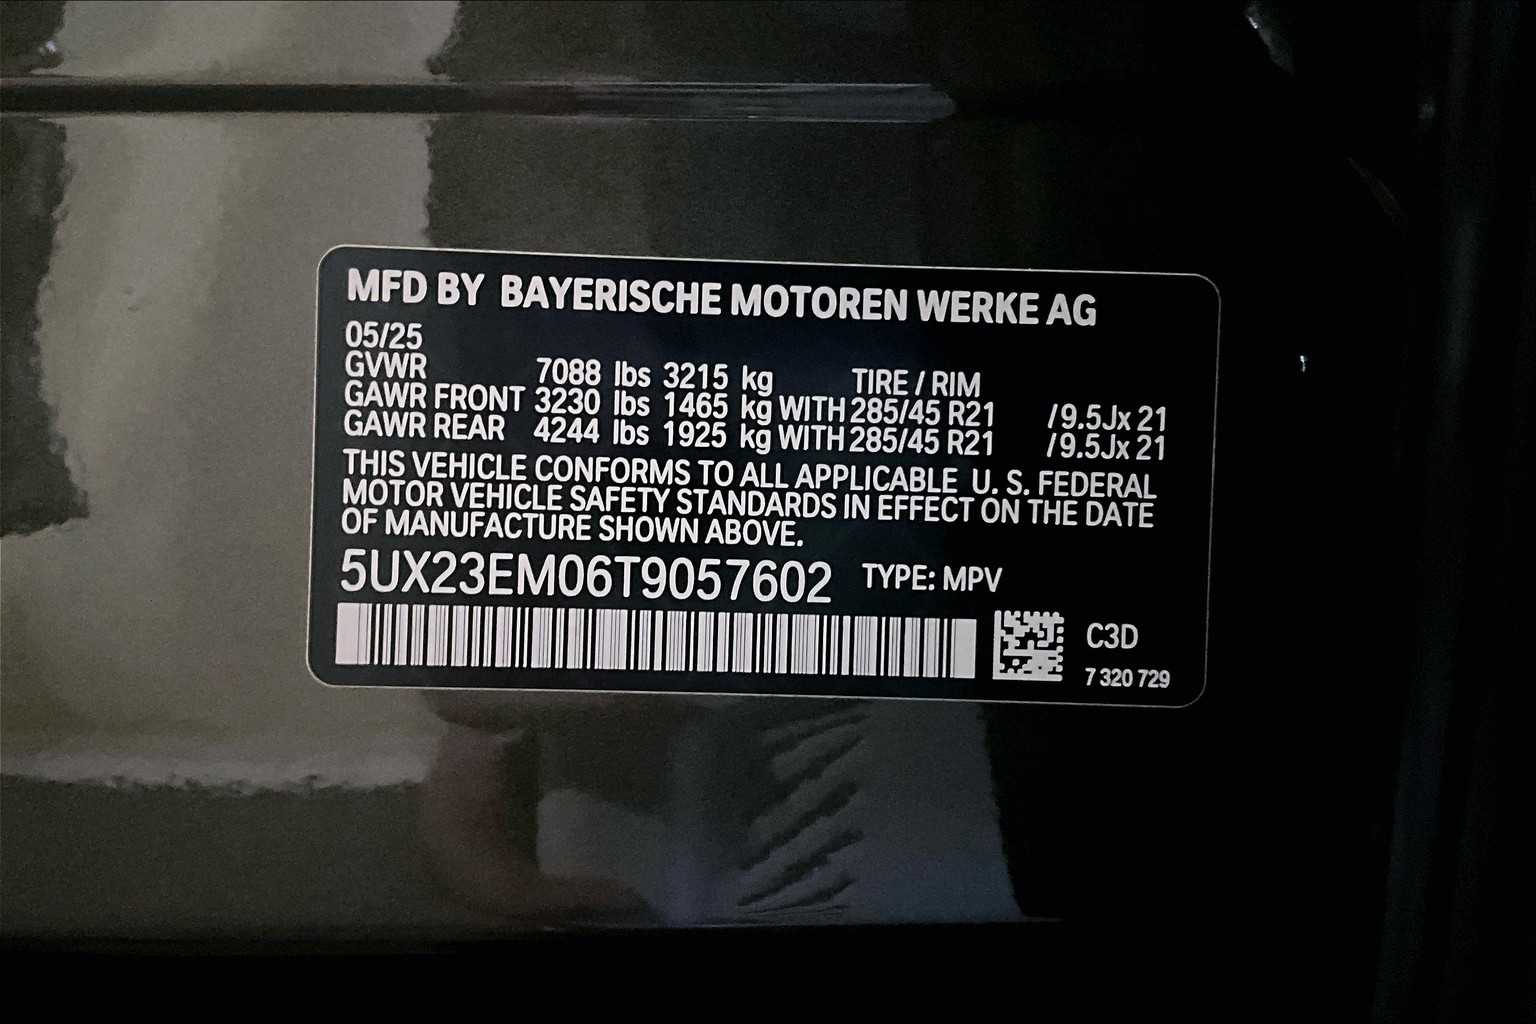 MFD BY BAYERISCHE MOTOREN WERKE AG
05/25
GVWR 7088 lbs 3215 kg TIRE / RIM
GAWR FRONT 3230 lbs 1465 kg WITH 285/45 R21 /9.5Jx 21
GAWR REAR 4244 lbs 1925 kg WITH 285/45 R21 /9.5Jx 21
THIS VEHICLE CONFORMS TO ALL APPLICABLE U. S. FEDERAL
MOTOR VEHICLE SAFETY STANDARDS IN EFFECT ON THE DATE
OF MANUFACTURE SHOWN ABOVE.
5UX23EM06T9057602 TYPE: MPV
C3D
7 320 729